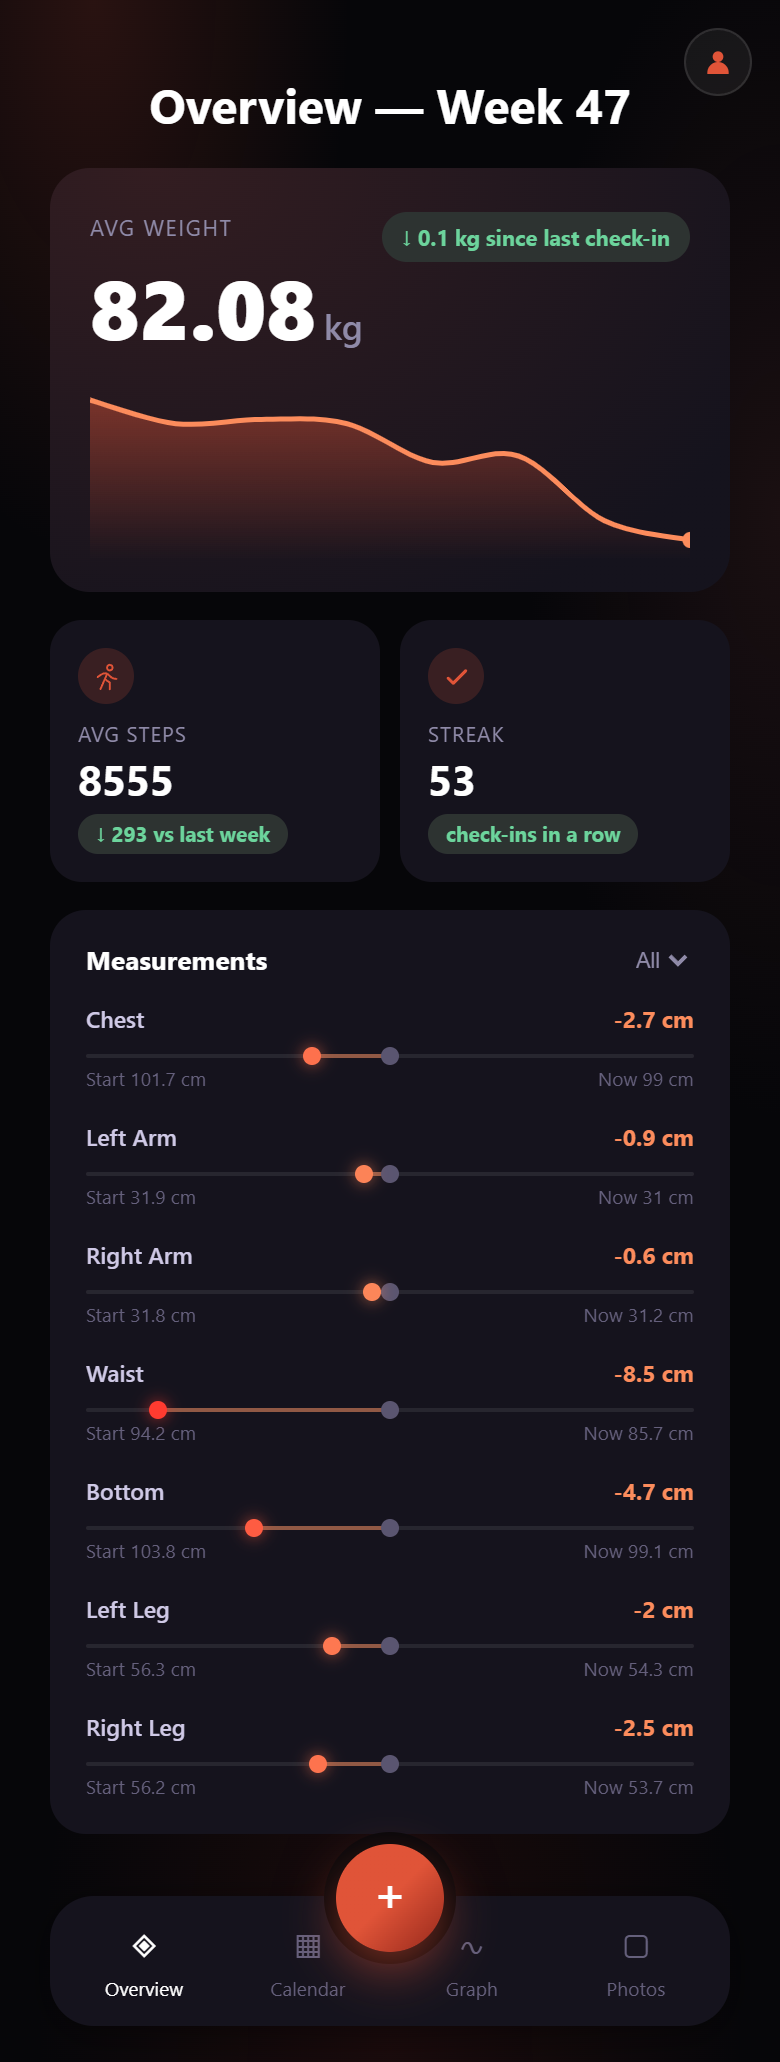 Overview — Week 47
AVG WEIGHT
↓ 0.1 kg since last check-in
82.08 kg
AVG STEPS
8555
↓ 293 vs last week
STREAK
53
check-ins in a row
Measurements
All
Chest
-2.7 cm
Start 101.7 cm
Now 99 cm
Left Arm
-0.9 cm
Start 31.9 cm
Now 31 cm
Right Arm
-0.6 cm
Start 31.8 cm
Now 31.2 cm
Waist
-8.5 cm
Start 94.2 cm
Now 85.7 cm
Bottom
-4.7 cm
Start 103.8 cm
Now 99.1 cm
Left Leg
-2 cm
Start 56.3 cm
Now 54.3 cm
Right Leg
-2.5 cm
Start 56.2 cm
Now 53.7 cm
+
Overview
Calendar
Graph
Photos